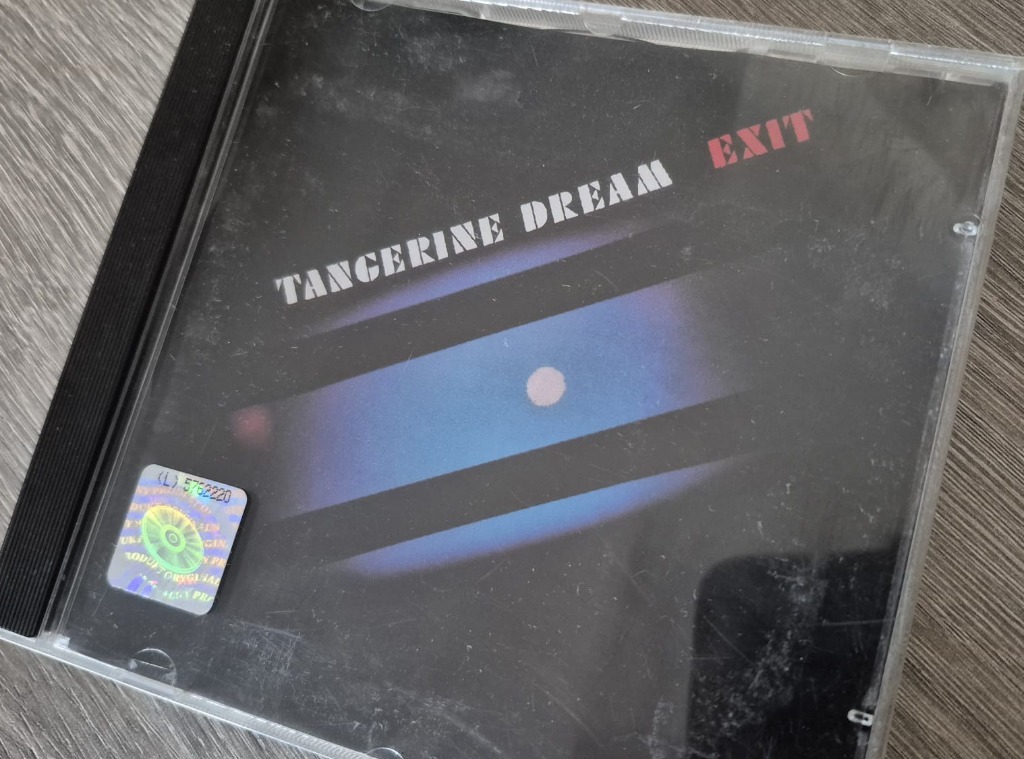 TANGERINE DREAM EXIT
(L) 5762220